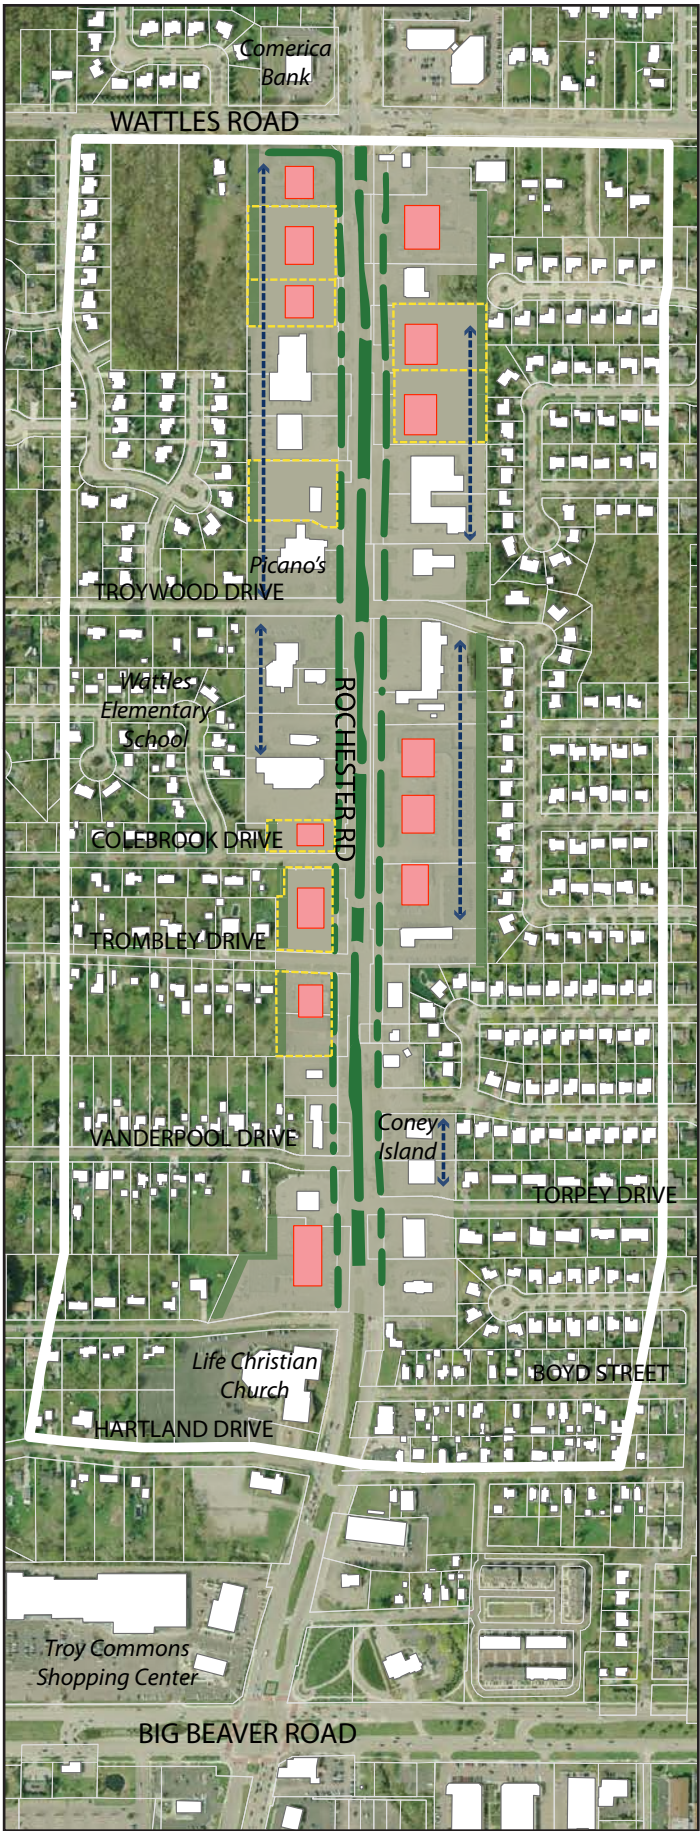 Comerica
Bank
WATTLES ROAD
Picano's
TROYWOOD DRIVE
Wattles
Elementary
School
ROCHESTER RD
COLEBROOK DRIVE
TROMBLEY DRIVE
Coney
Island
VANDERPOOL DRIVE
TORPEY DRIVE
Life Christian
Church
BOYD STREET
HARTLAND DRIVE
Troy Commons
Shopping Center
BIG BEAVER ROAD